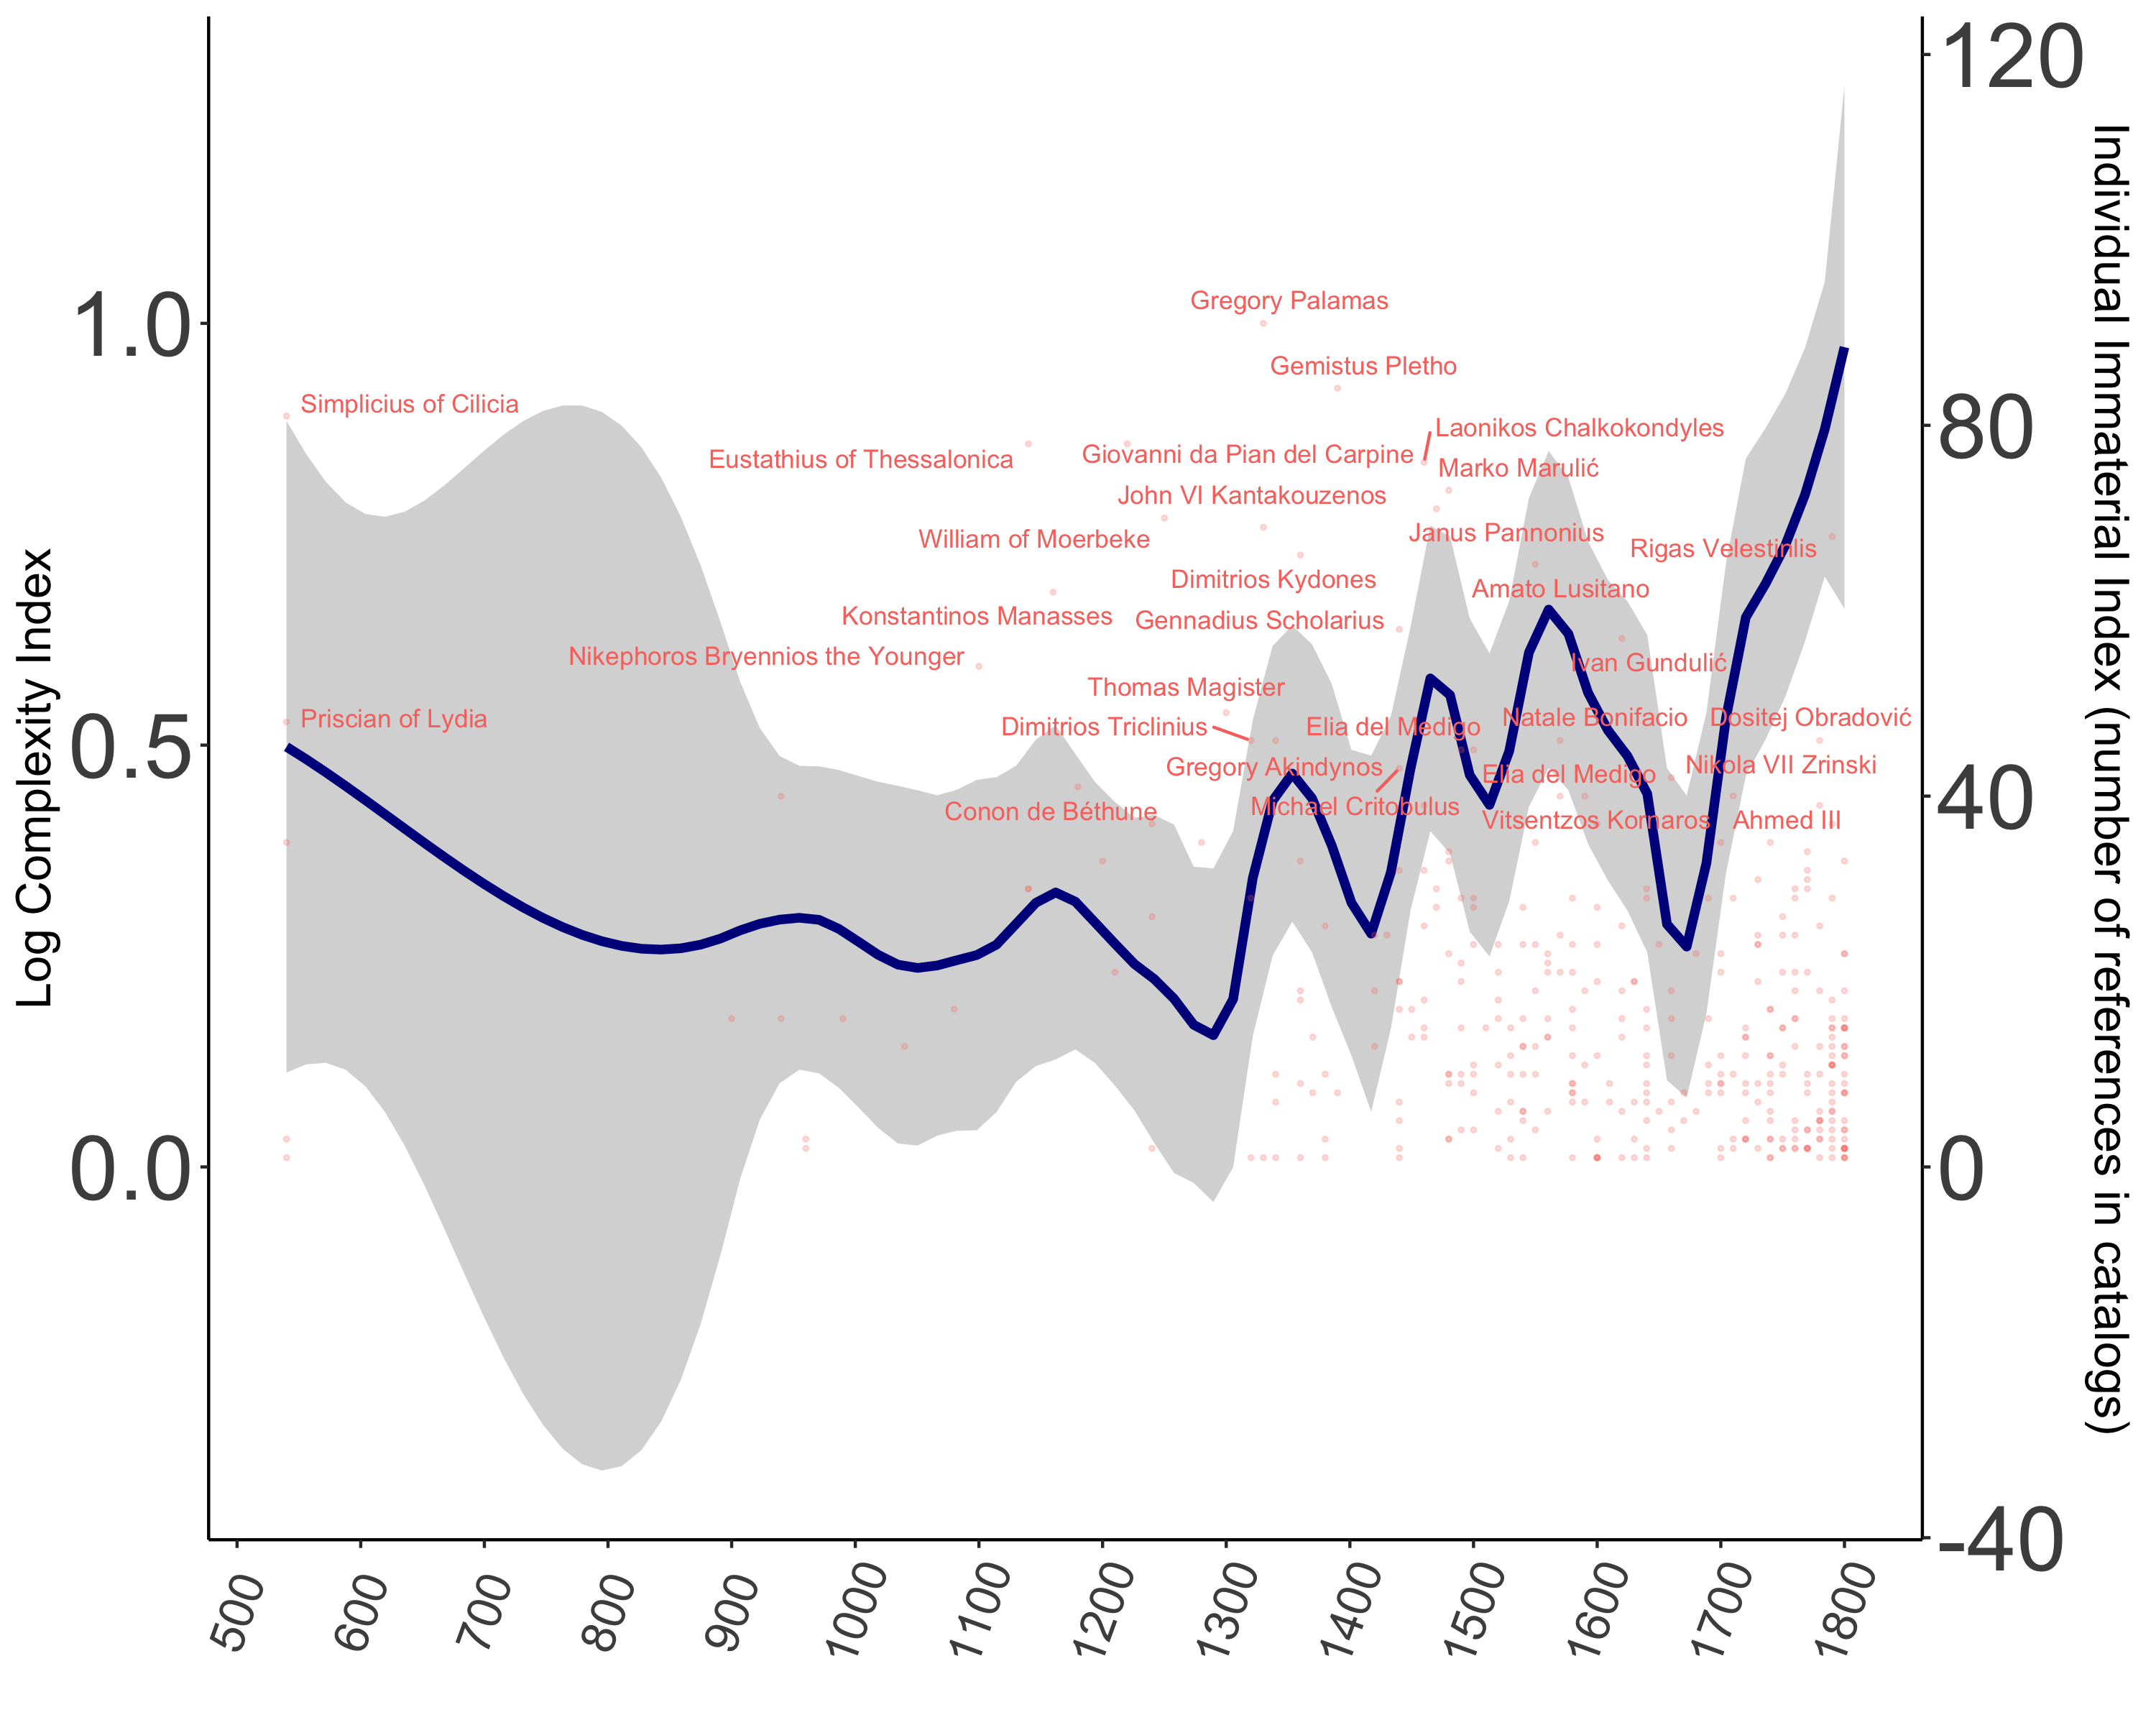 120
Gregory Palamas
1.0
Gemistus Pletho
Simplicius of Cilicia
Laonikos Chalkokondyles
80
Eustathius of Thessalonica
Giovanni da Pian del Carpine
Marko Marulić
John VI Kantakouzenos
William of Moerbeke
Janus Pannonius
Rigas Velestinlis
Dimitrios Kydones
Amato Lusitano
Konstantinos Manasses
Gennadius Scholarius
Nikephoros Bryennios the Younger
Ivan Gundulić
Thomas Magister
Priscian of Lydia
Dimitrios Triclinius
Elia del Medigo
Natale Bonifacio
Dositej Obradović
0.5
Gregory Akindynos
Elia del Medigo
Nikola VII Zrinski
40
Conon de Béthune
Michael Critobulus
Vitsentzos Kornaros
Ahmed III
0.0
0
-40
500
600
700
800
900
1000
1100
1200
1300
1400
1500
1600
1700
1800
Log Complexity Index
Individual Immaterial Index (number of references in catalogs)